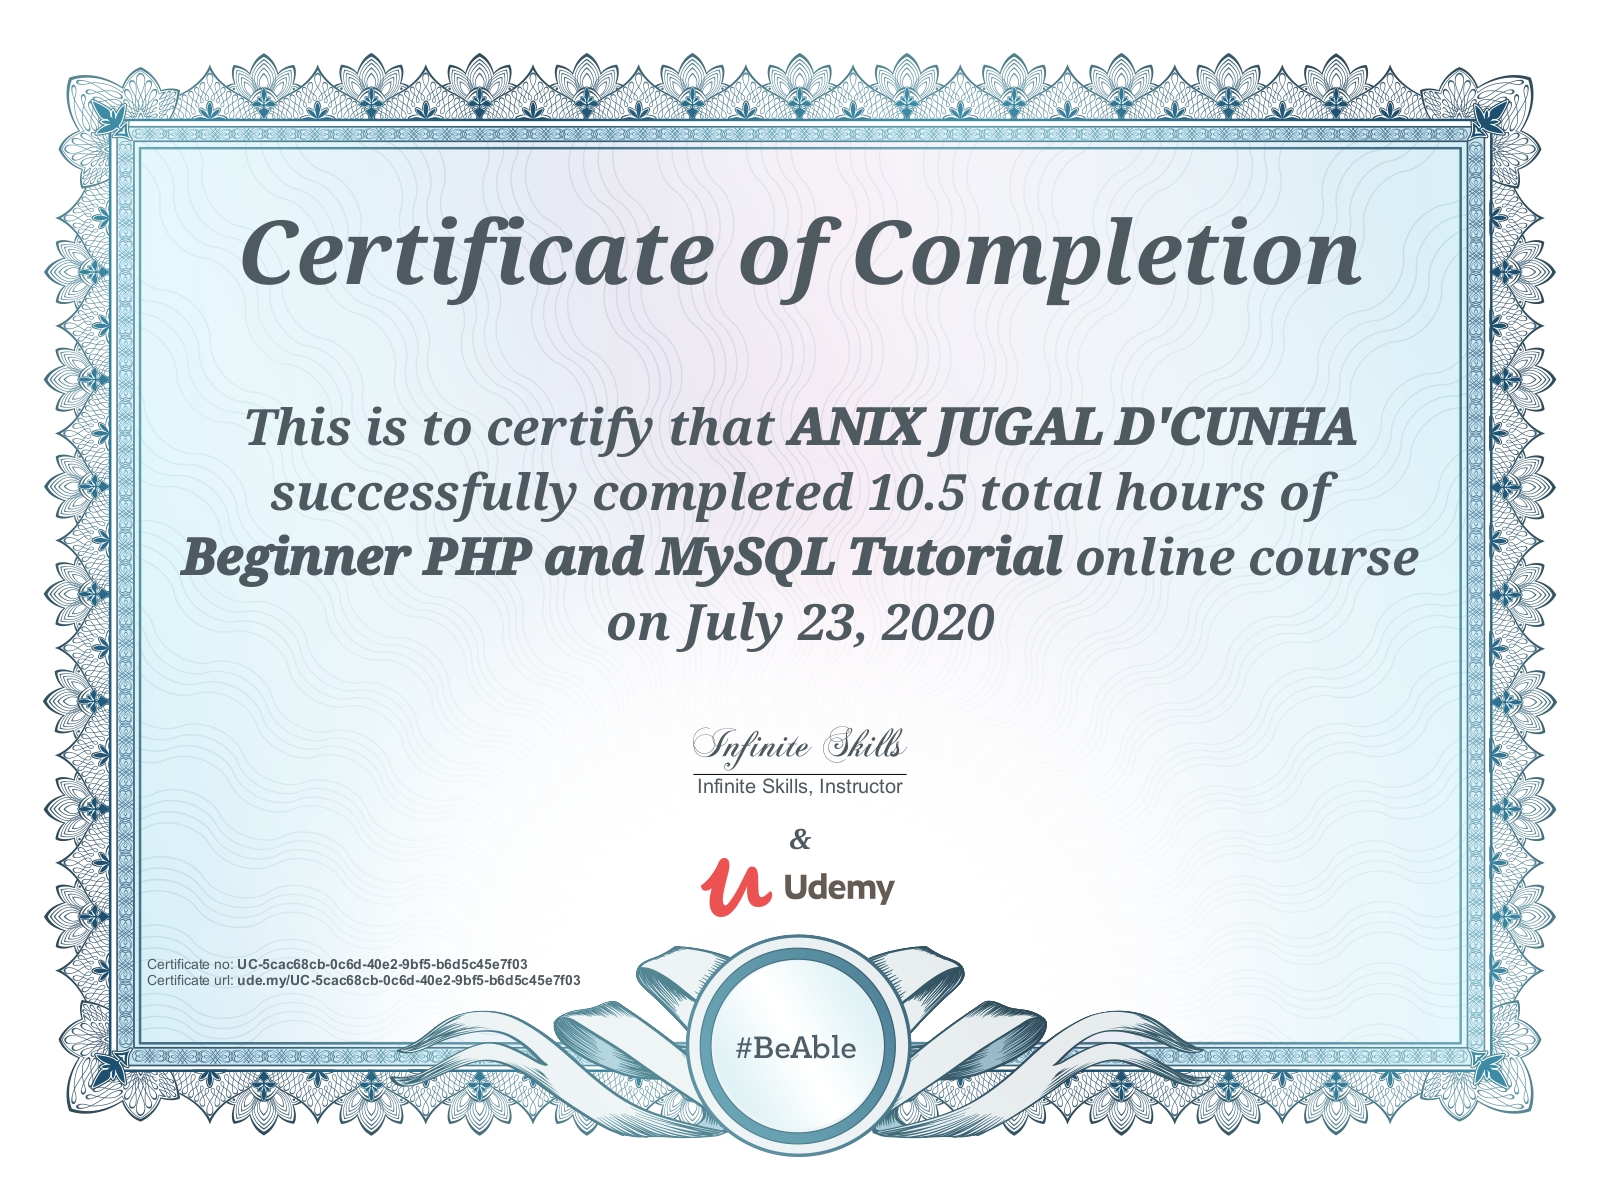 Certificate of Completion
This is to certify that ANIX JUGAL D'CUNHA
successfully completed 10.5 total hours of
Beginner PHP and MySQL Tutorial online course
on July 23, 2020
Infinite Skills
Infinite Skills, Instructor
&
Udemy
Certificate no: UC-5cac68cb-0c6d-40e2-9bf5-b6d5c45e7f03
Certificate url: ude.my/UC-5cac68cb-0c6d-40e2-9bf5-b6d5c45e7f03
#BeAble